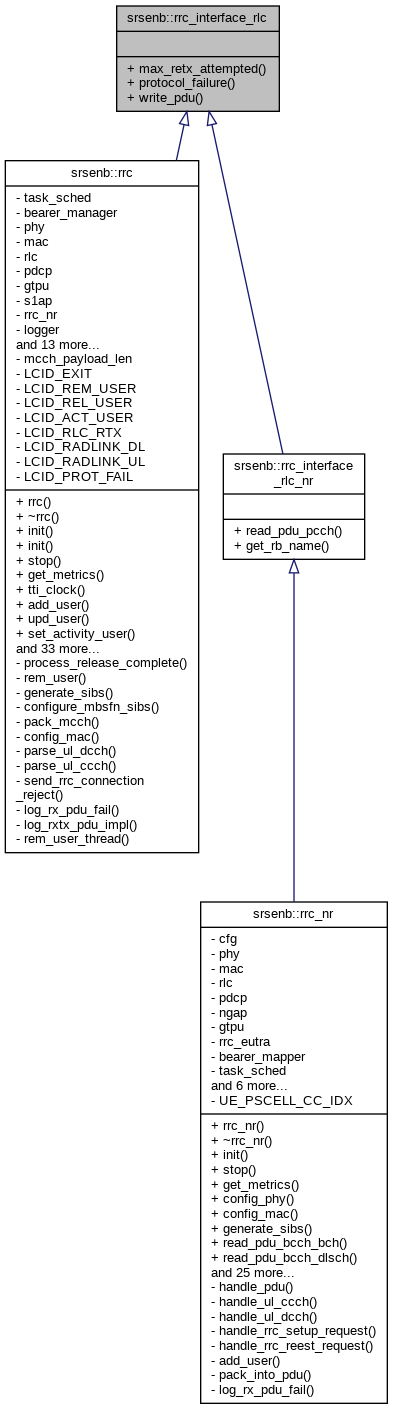 srsenb::rrc_interface_rlc
+ max_retx_attempted()
+ protocol_failure()
+ write_pdu()
srsenb::rrc
- task_sched
- bearer_manager
- phy
- mac
- rlc
- pdcp
- gtpu
- s1ap
- rrc_nr
- logger
and 13 more...
- mcch_payload_len
- LCID_EXIT
- LCID_REM_USER
- LCID_REL_USER
- LCID_ACT_USER
- LCID_RLC_RTX
- LCID_RADLINK_DL
- LCID_RADLINK_UL
- LCID_PROT_FAIL
+ rrc()
+ ~rrc()
+ init()
+ init()
+ stop()
+ get_metrics()
+ tti_clock()
+ add_user()
+ upd_user()
+ set_activity_user()
and 33 more...
- process_release_complete()
- rem_user()
- generate_sibs()
- configure_mbsfn_sibs()
- pack_mcch()
- config_mac()
- parse_ul_dcch()
- parse_ul_ccch()
- send_rrc_connection
_reject()
- log_rx_pdu_fail()
- log_rxtx_pdu_impl()
- rem_user_thread()
srsenb::rrc_interface
_rlc_nr
+ read_pdu_pcch()
+ get_rb_name()
srsenb::rrc_nr
- cfg
- phy
- mac
- rlc
- pdcp
- ngap
- gtpu
- rrc_eutra
- bearer_mapper
- task_sched
and 6 more...
- UE_PSCELL_CC_IDX
+ rrc_nr()
+ ~rrc_nr()
+ init()
+ stop()
+ get_metrics()
+ config_phy()
+ config_mac()
+ generate_sibs()
+ read_pdu_bcch_bch()
+ read_pdu_bcch_dlsch()
and 25 more...
- handle_pdu()
- handle_ul_ccch()
- handle_ul_dcch()
- handle_rrc_setup_request()
- handle_rrc_reest_request()
- add_user()
- pack_into_pdu()
- log_rx_pdu_fail()